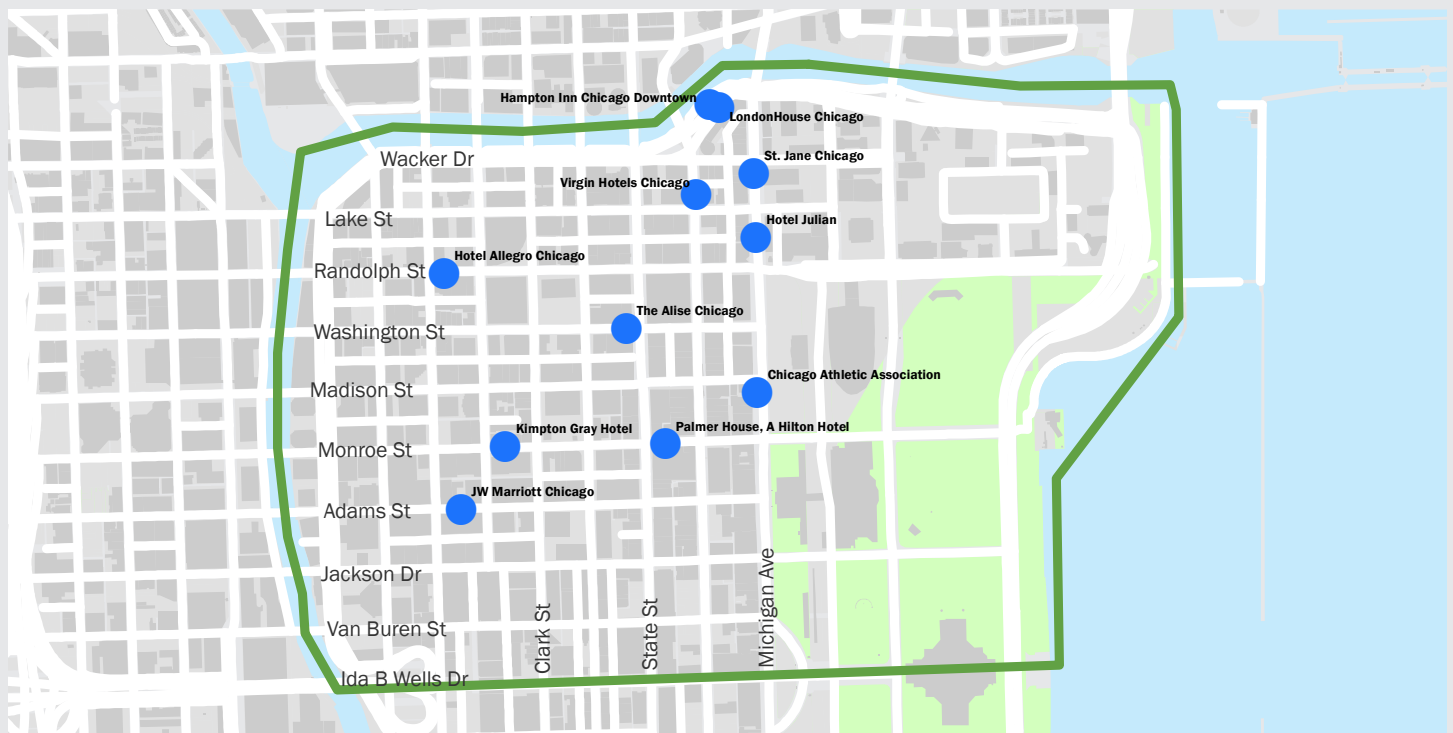 Hampton Inn Chicago Downtown
LondonHouse Chicago
Wacker Dr
St. Jane Chicago
Virgin Hotels Chicago
Lake St
Hotel Julian
Hotel Allegro Chicago
Randolph St
The Alise Chicago
Washington St
Chicago Athletic Association
Madison St
Kimpton Gray Hotel
Palmer House, A Hilton Hotel
Monroe St
JW Marriott Chicago
Adams St
Jackson Dr
Clark St
State St
Michigan Ave
Van Buren St
Ida B Wells Dr